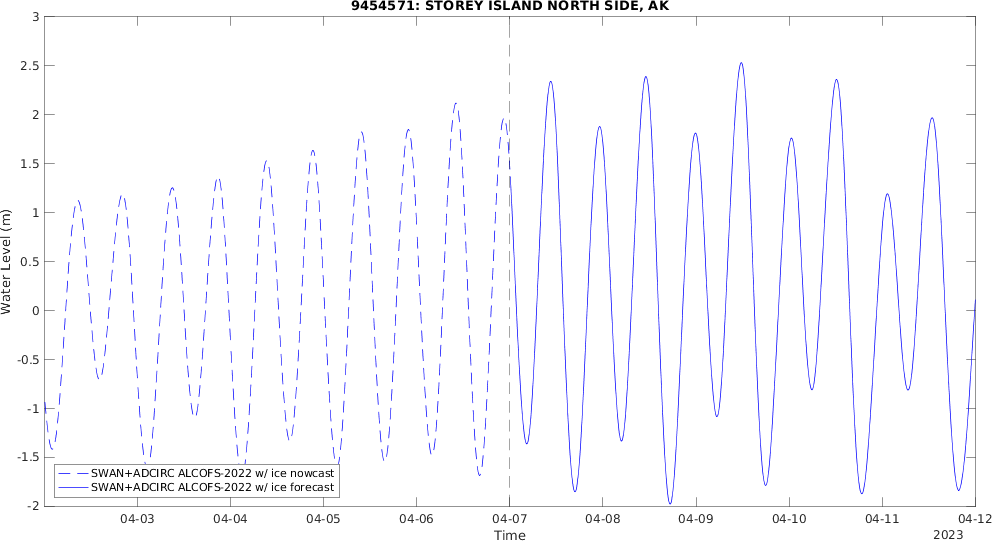 9454571: STOREY ISLAND NORTH SIDE, AK
3
2.5
2
1.5
1
0.5
0
-0.5
-1
-1.5
-2
Water Level (m)
SWAN+ADCIRC ALCOFS-2022 w/ ice nowcast
SWAN+ADCIRC ALCOFS-2022 w/ ice forecast
04-03 04-04 04-05 04-06 04-07 04-08 04-09 04-10 04-11 04-12
Time
2023